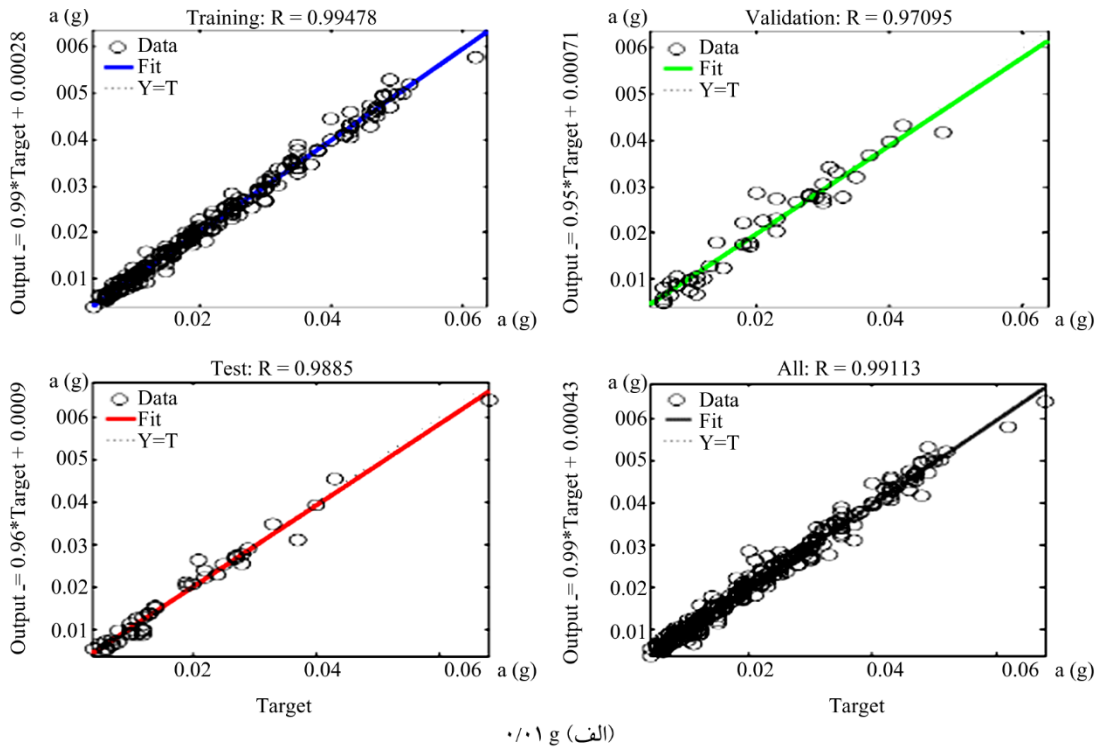 a (g) Training: R = 0.99478
Output ~= 0.99*Target + 0.00028
006
005
0.04
0.03
0.02
0.01
Data
Fit
Y=T
0.02 0.04 0.06 a (g)
a (g) Validation: R = 0.97095
Output ~= 0.95*Target + 0.00071
006
005
0.04
0.03
0.02
0.01
Data
Fit
Y=T
0.02 0.04 0.06 a (g)
a (g) Test: R = 0.9885
Output ~= 0.96*Target + 0.0009
006
005
0.04
0.03
0.02
0.01
Data
Fit
Y=T
0.02 0.04 0.06 a (g)
Target
a (g) All: R = 0.99113
Output ~= 0.99*Target + 0.00043
006
005
0.04
0.03
0.02
0.01
Data
Fit
Y=T
0.02 0.04 0.06 a (g)
Target
(الف) ۰/۰۱ g